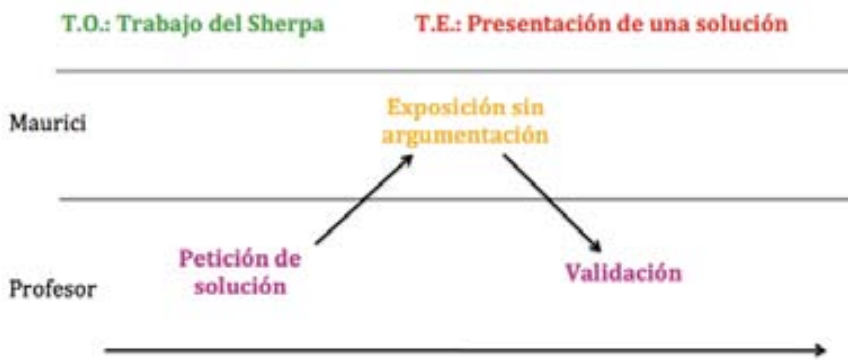 T.O.: Trabajo del Sherpa
T.E.: Presentación de una solución
Maurici
Exposición sin
argumentación
Profesor
Petición de
solución
Validación